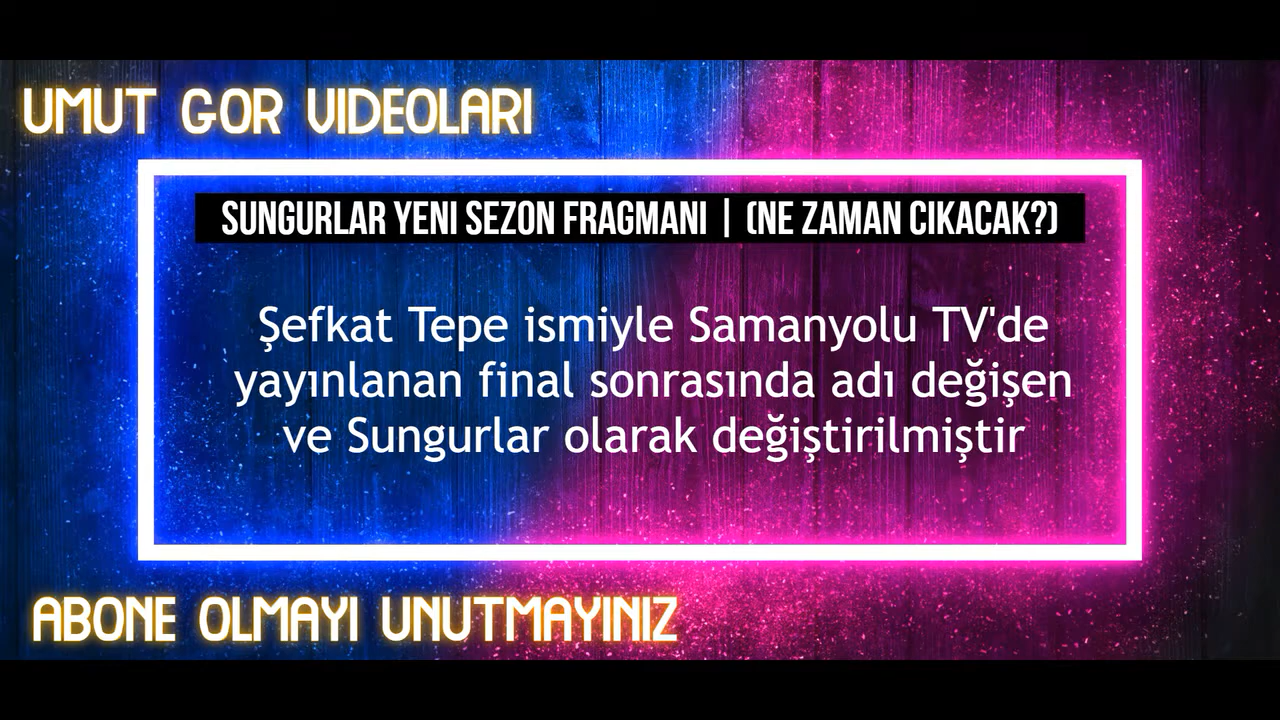 UMUT GOR VIDEOLARI
SUNGURLAR YENI SEZON FRAGMANI | (NE ZAMAN CIKACAK?)
Şefkat Tepe ismiyle Samanyolu TV'de
yayınlanan final sonrasında adı değişen
ve Sungurlar olarak değiştirilmiştir
ABONE OLMAYI UNUTMAYINIZ